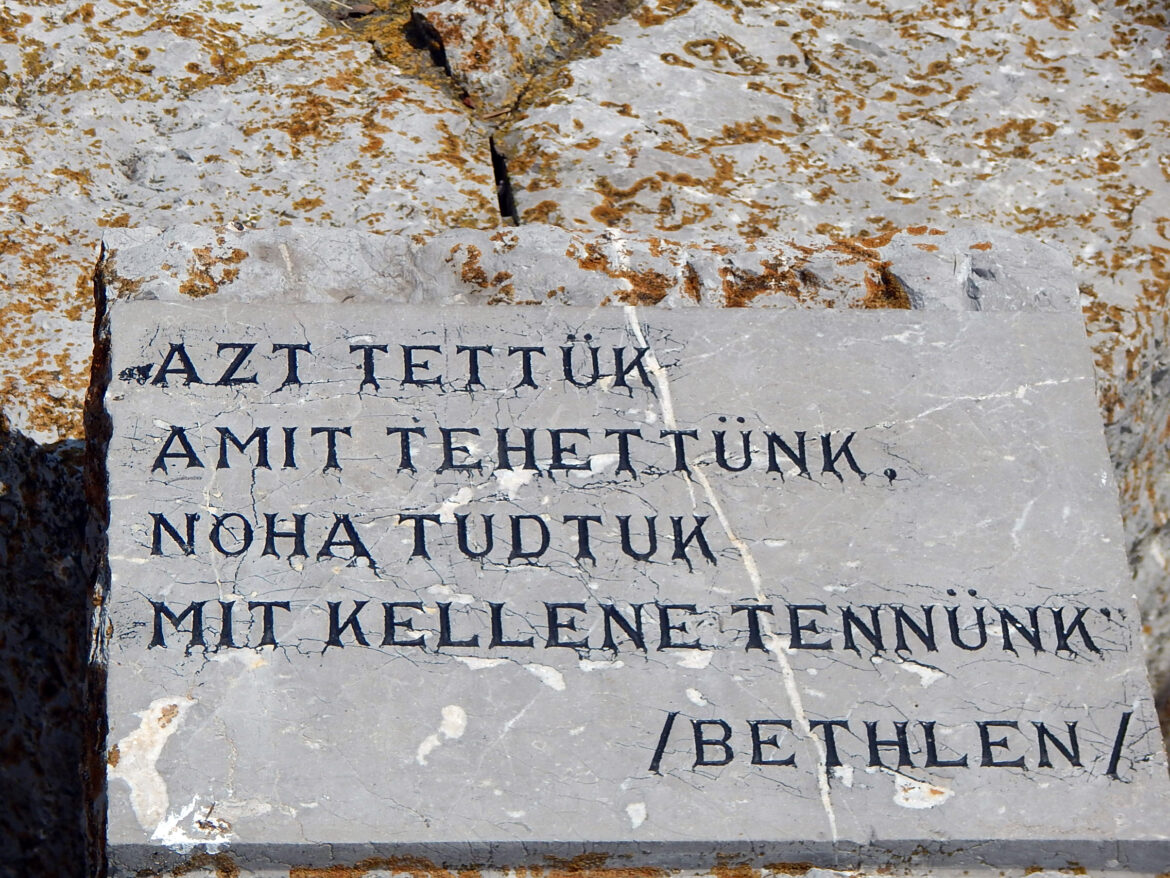 „AZT TETTÜK
AMIT TEHETTÜNK,
NOHA TUDTUK
MIT KELLENE TENNÜNK"
/BETHLEN/